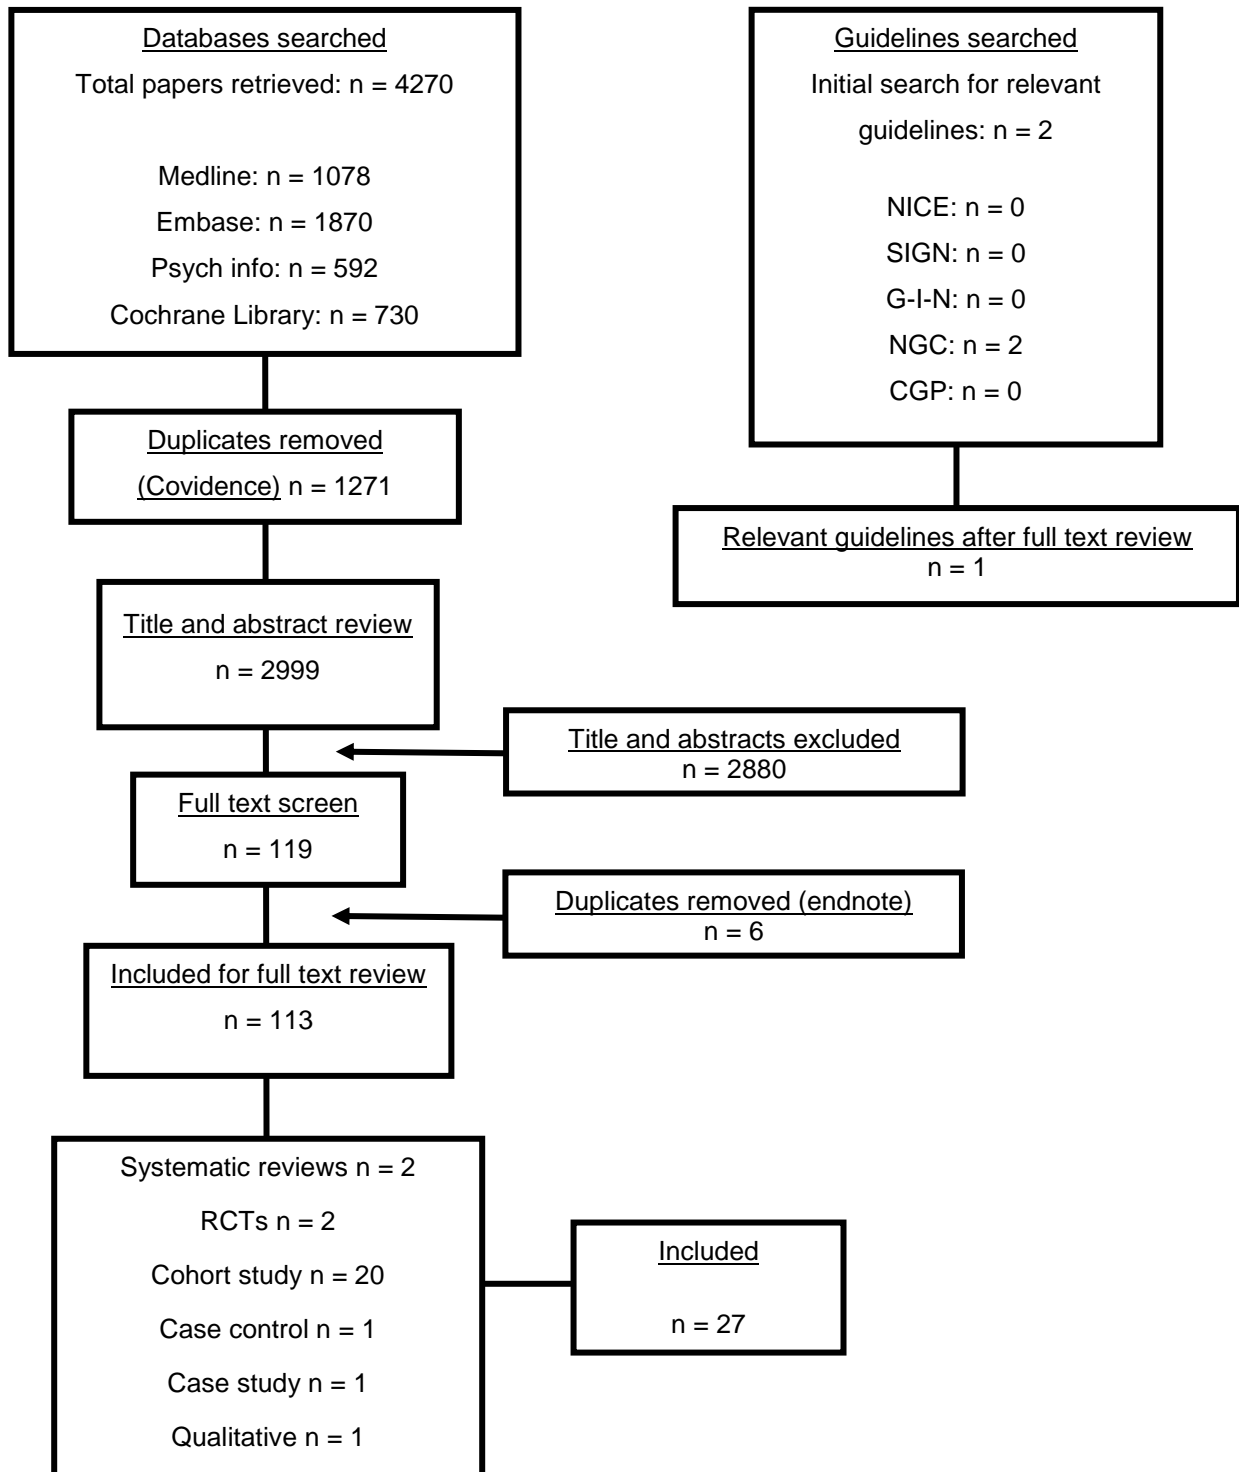 Databases searched
Total papers retrieved: n = 4270
Medline: n = 1078
Embase: n = 1870
Psych info: n = 592
Cochrane Library: n = 730
Guidelines searched
Initial search for relevant
guidelines: n = 2
NICE: n = 0
SIGN: n = 0
G-I-N: n = 0
NGC: n = 2
CGP: n = 0
Duplicates removed
(Covidence) n = 1271
Relevant guidelines after full text review
n = 1
Title and abstract review
n = 2999
Title and abstracts excluded
n = 2880
Full text screen
n = 119
Duplicates removed (endnote)
n = 6
Included for full text review
n = 113
Systematic reviews n = 2
RCTs n = 2
Cohort study n = 20
Case control n = 1
Case study n = 1
Qualitative n = 1
Included
n = 27